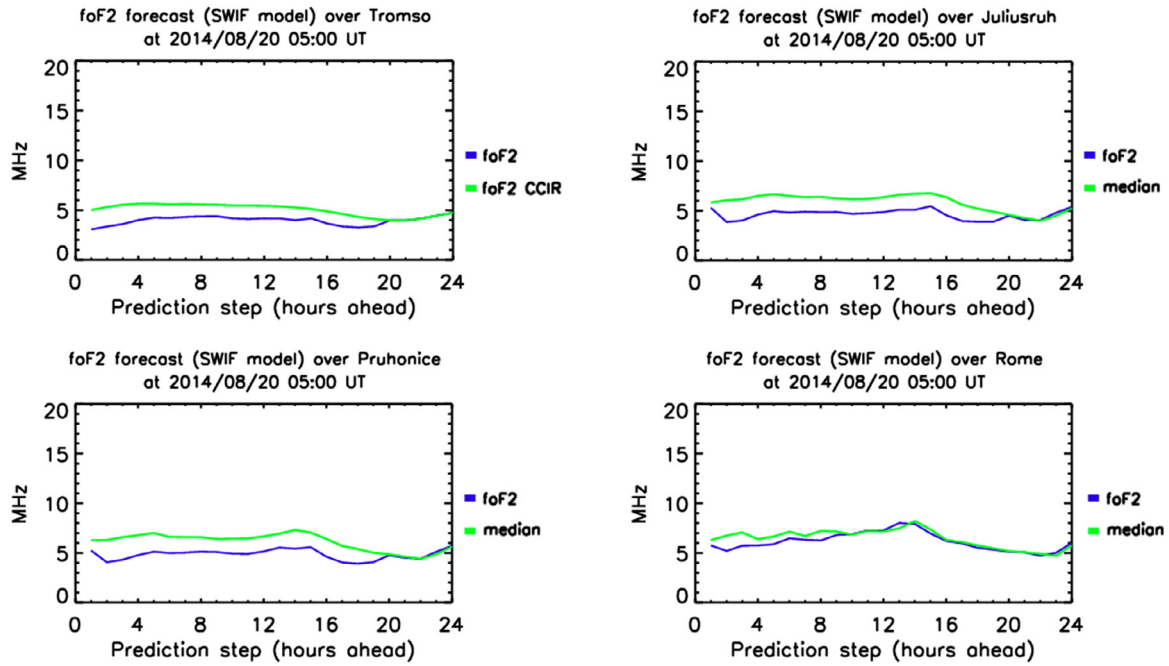 foF2 forecast (SWIF model) over Tromso
at 2014/08/20 05:00 UT
20
15
10
5
0
MHz
0 4 8 12 16 20 24
Prediction step (hours ahead)
foF2
foF2 CCIR
foF2 forecast (SWIF model) over Juliusruh
at 2014/08/20 05:00 UT
20
15
10
5
0
MHz
0 4 8 12 16 20 24
Prediction step (hours ahead)
foF2
median
foF2 forecast (SWIF model) over Pruhonice
at 2014/08/20 05:00 UT
20
15
10
5
0
MHz
0 4 8 12 16 20 24
Prediction step (hours ahead)
foF2
median
foF2 forecast (SWIF model) over Rome
at 2014/08/20 05:00 UT
20
15
10
5
0
MHz
0 4 8 12 16 20 24
Prediction step (hours ahead)
foF2
median